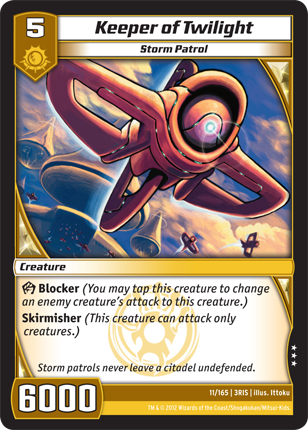 5
Keeper of Twilight
Storm Patrol
Creature
Blocker (You may tap this creature to change
an enemy creature's attack to this creature.)
Skirmisher (This creature can attack only
creatures.)
Storm patrols never leave a citadel undefended.
11/165 | 3RIS | illus. Ittoku
6000
TM & © 2012 Wizards of the Coast/Shogakukan/Mitsui-Kids